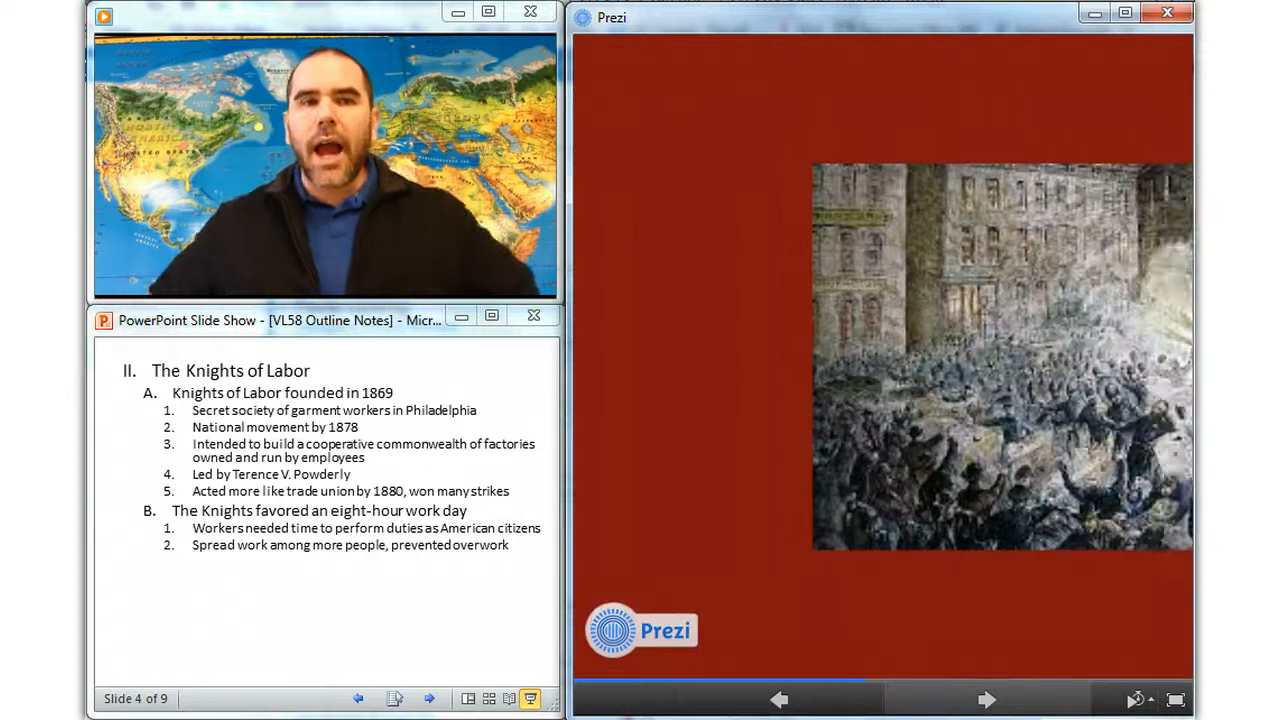 Prezi
PowerPoint Slide Show - [VL58 Outline Notes] - Micr...
II. The Knights of Labor
A. Knights of Labor founded in 1869
1. Secret society of garment workers in Philadelphia
2. National movement by 1878
3. Intended to build a cooperative commonwealth of factories
owned and run by employees
4. Led by Terence V. Powderly
5. Acted more like trade union by 1880, won many strikes
B. The Knights favored an eight-hour work day
1. Workers needed time to perform duties as American citizens
2. Spread work among more people, prevented overwork
Slide 4 of 9
Prezi